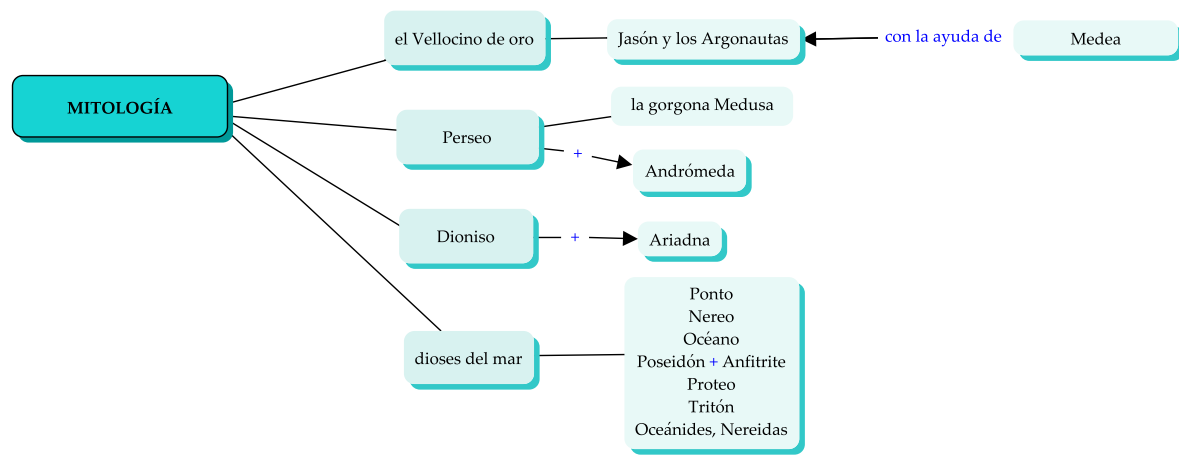 MITOLOGÍA
el Vellocino de oro
Jasón y los Argonautas
con la ayuda de
Medea
Perseo
la gorgona Medusa
+
Andrómeda
Dioniso
+
Ariadna
dioses del mar
Ponto
Nereo
Océano
Poseidón + Anfitrite
Proteo
Tritón
Oceánides, Nereidas